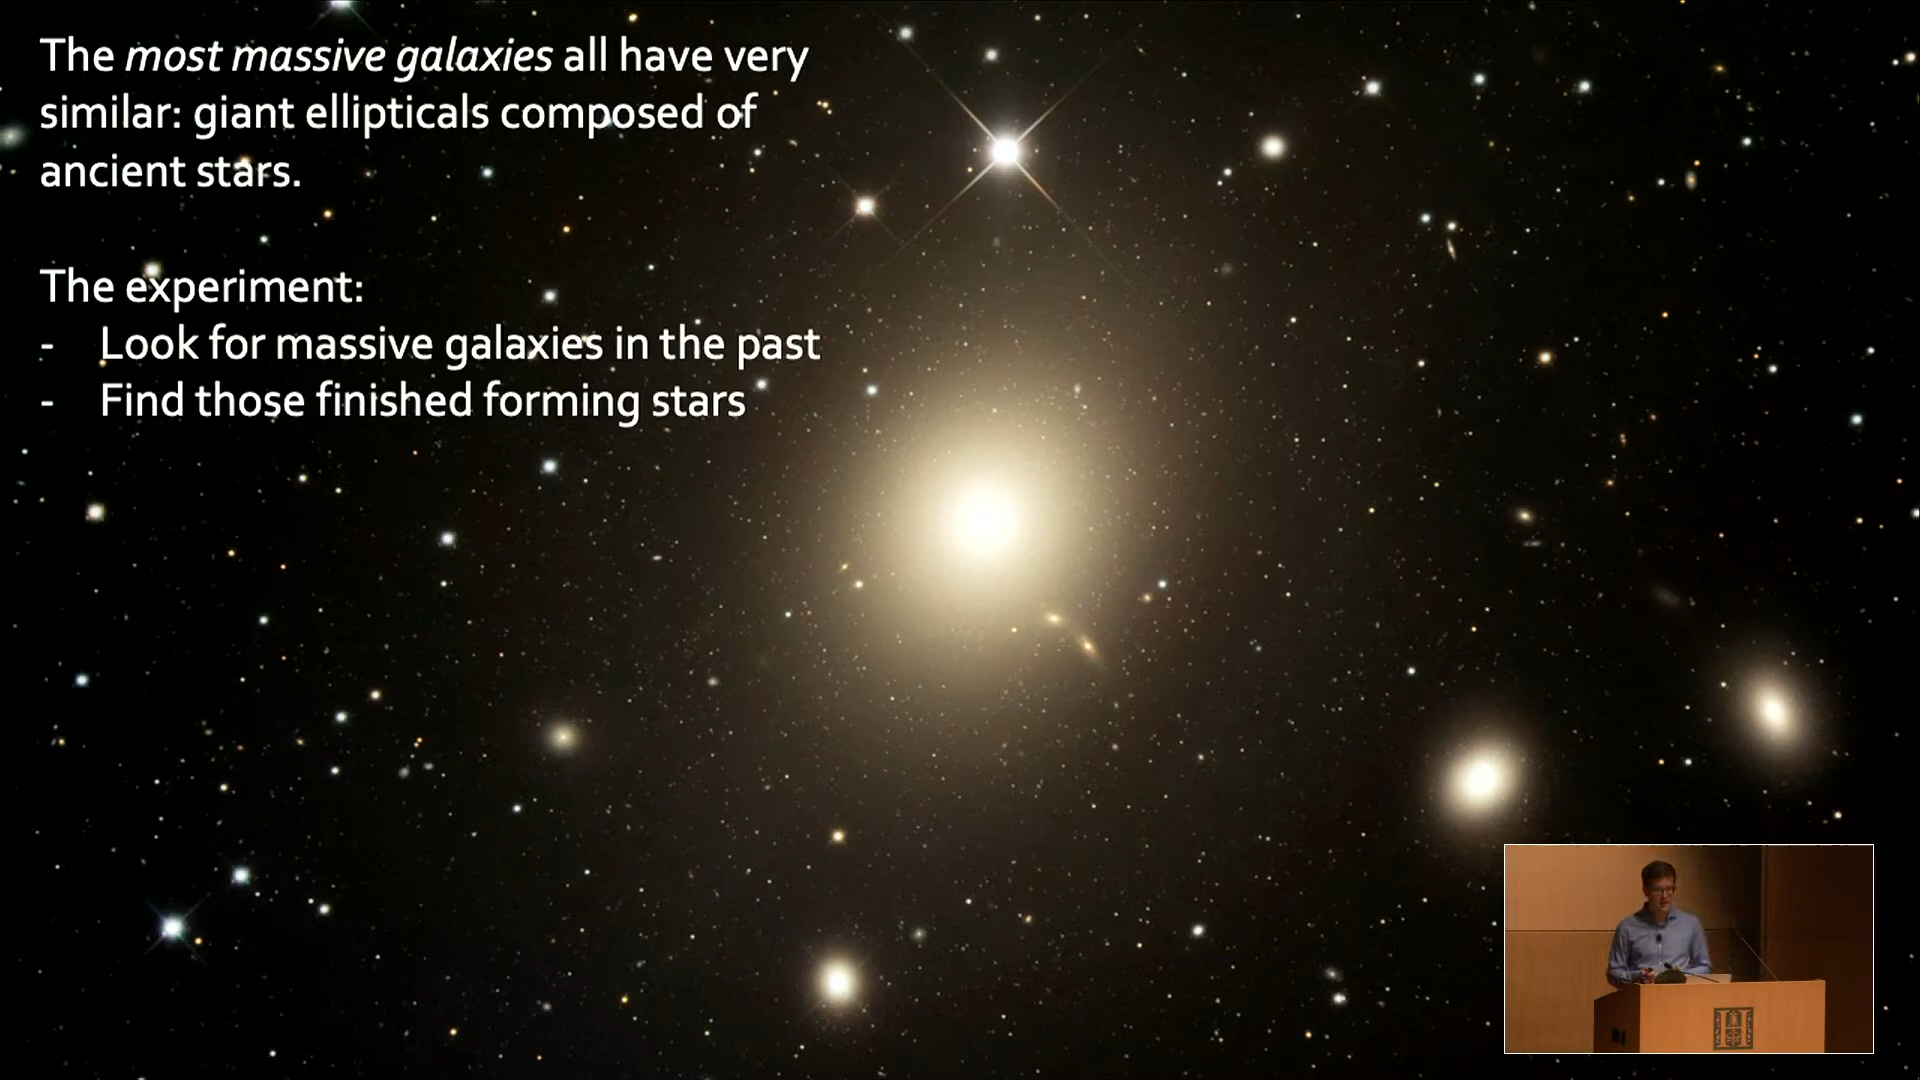 The most massive galaxies all have very
similar: giant ellipticals composed of
ancient stars.
The experiment:
- Look for massive galaxies in the past
- Find those finished forming stars